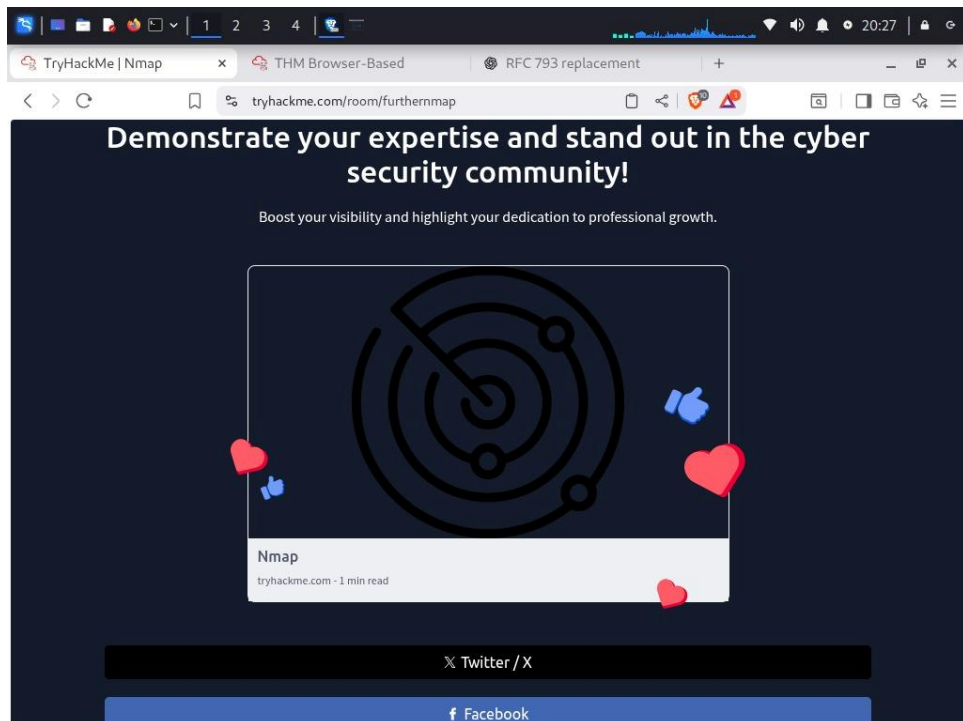 1 2 3 4 20:27
TryHackMe | Nmap THM Browser-Based RFC 793 replacement
tryhackme.com/room/furthernmap 10
Demonstrate your expertise and stand out in the cyber
security community!
Boost your visibility and highlight your dedication to professional growth.
Nmap
tryhackme.com - 1 min read
𝕏 Twitter / X
f Facebook